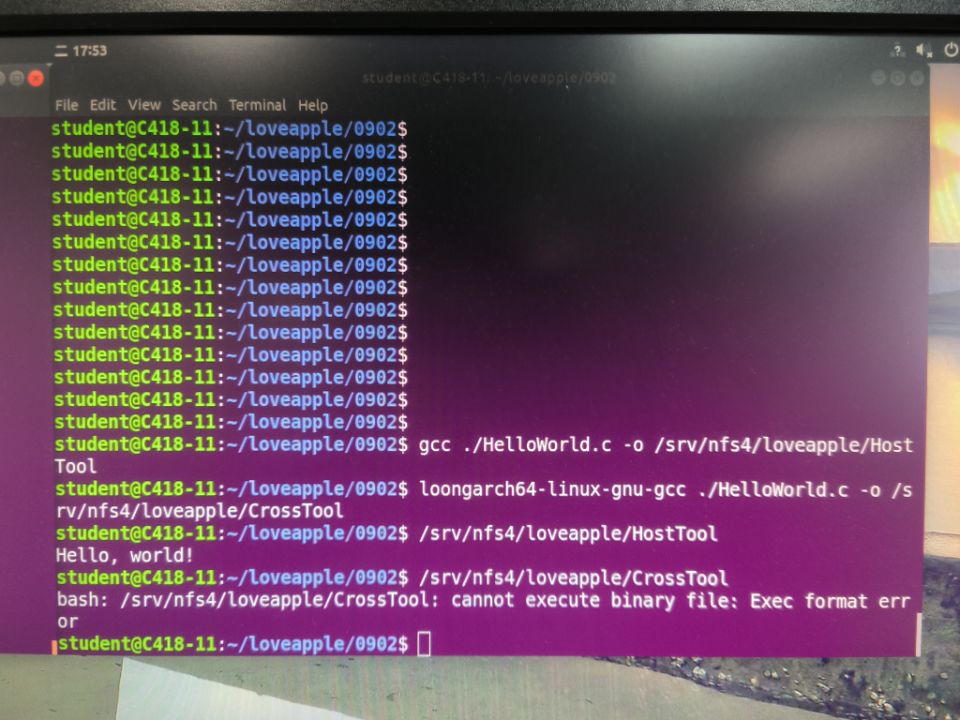 二 17:53
student@C418-11: ~/loveapple/0902
File Edit View Search Terminal Help
student@C418-11:~/loveapple/0902$
student@C418-11:~/loveapple/0902$
student@C418-11:~/loveapple/0902$
student@C418-11:~/loveapple/0902$
student@C418-11:~/loveapple/0902$
student@C418-11:~/loveapple/0902$
student@C418-11:~/loveapple/0902$
student@C418-11:~/loveapple/0902$
student@C418-11:~/loveapple/0902$
student@C418-11:~/loveapple/0902$
student@C418-11:~/loveapple/0902$
student@C418-11:~/loveapple/0902$
student@C418-11:~/loveapple/0902$
student@C418-11:~/loveapple/0902$
student@C418-11:~/loveapple/0902$ gcc ./HelloWorld.c -o /srv/nfs4/loveapple/Host
Tool
student@C418-11:~/loveapple/0902$ loongarch64-linux-gnu-gcc ./HelloWorld.c -o /s
rv/nfs4/loveapple/CrossTool
student@C418-11:~/loveapple/0902$ /srv/nfs4/loveapple/HostTool
Hello, world!
student@C418-11:~/loveapple/0902$ /srv/nfs4/loveapple/CrossTool
bash: /srv/nfs4/loveapple/CrossTool: cannot execute binary file: Exec format err
or
student@C418-11:~/loveapple/0902$